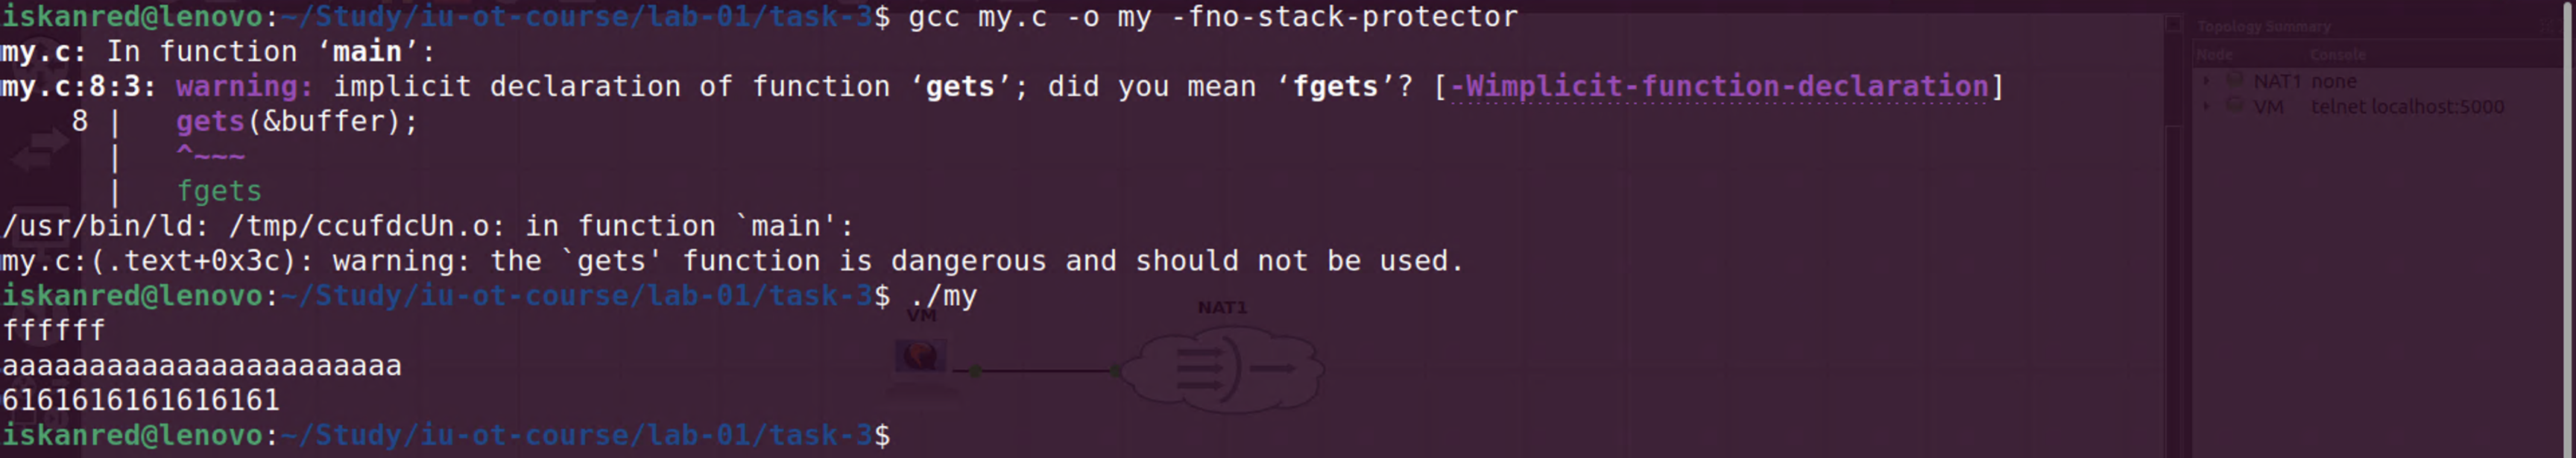 iskanred@lenovo:~/Study/iu-ot-course/lab-01/task-3$ gcc my.c -o my -fno-stack-protector
my.c: In function ‘main’:
my.c:8:3: warning: implicit declaration of function ‘gets’; did you mean ‘fgets’? [-Wimplicit-function-declaration]
    8 |   gets(&buffer);
      |   ^~~~
      |   fgets
/usr/bin/ld: /tmp/ccufdcUn.o: in function `main':
my.c:(.text+0x3c): warning: the `gets' function is dangerous and should not be used.
iskanred@lenovo:~/Study/iu-ot-course/lab-01/task-3$ ./my
ffffff
aaaaaaaaaaaaaaaaaaaaaaa
6161616161616161
iskanred@lenovo:~/Study/iu-ot-course/lab-01/task-3$
VM
NAT1
Topology Summary
Node Console
NAT1 none
VM telnet localhost:5000